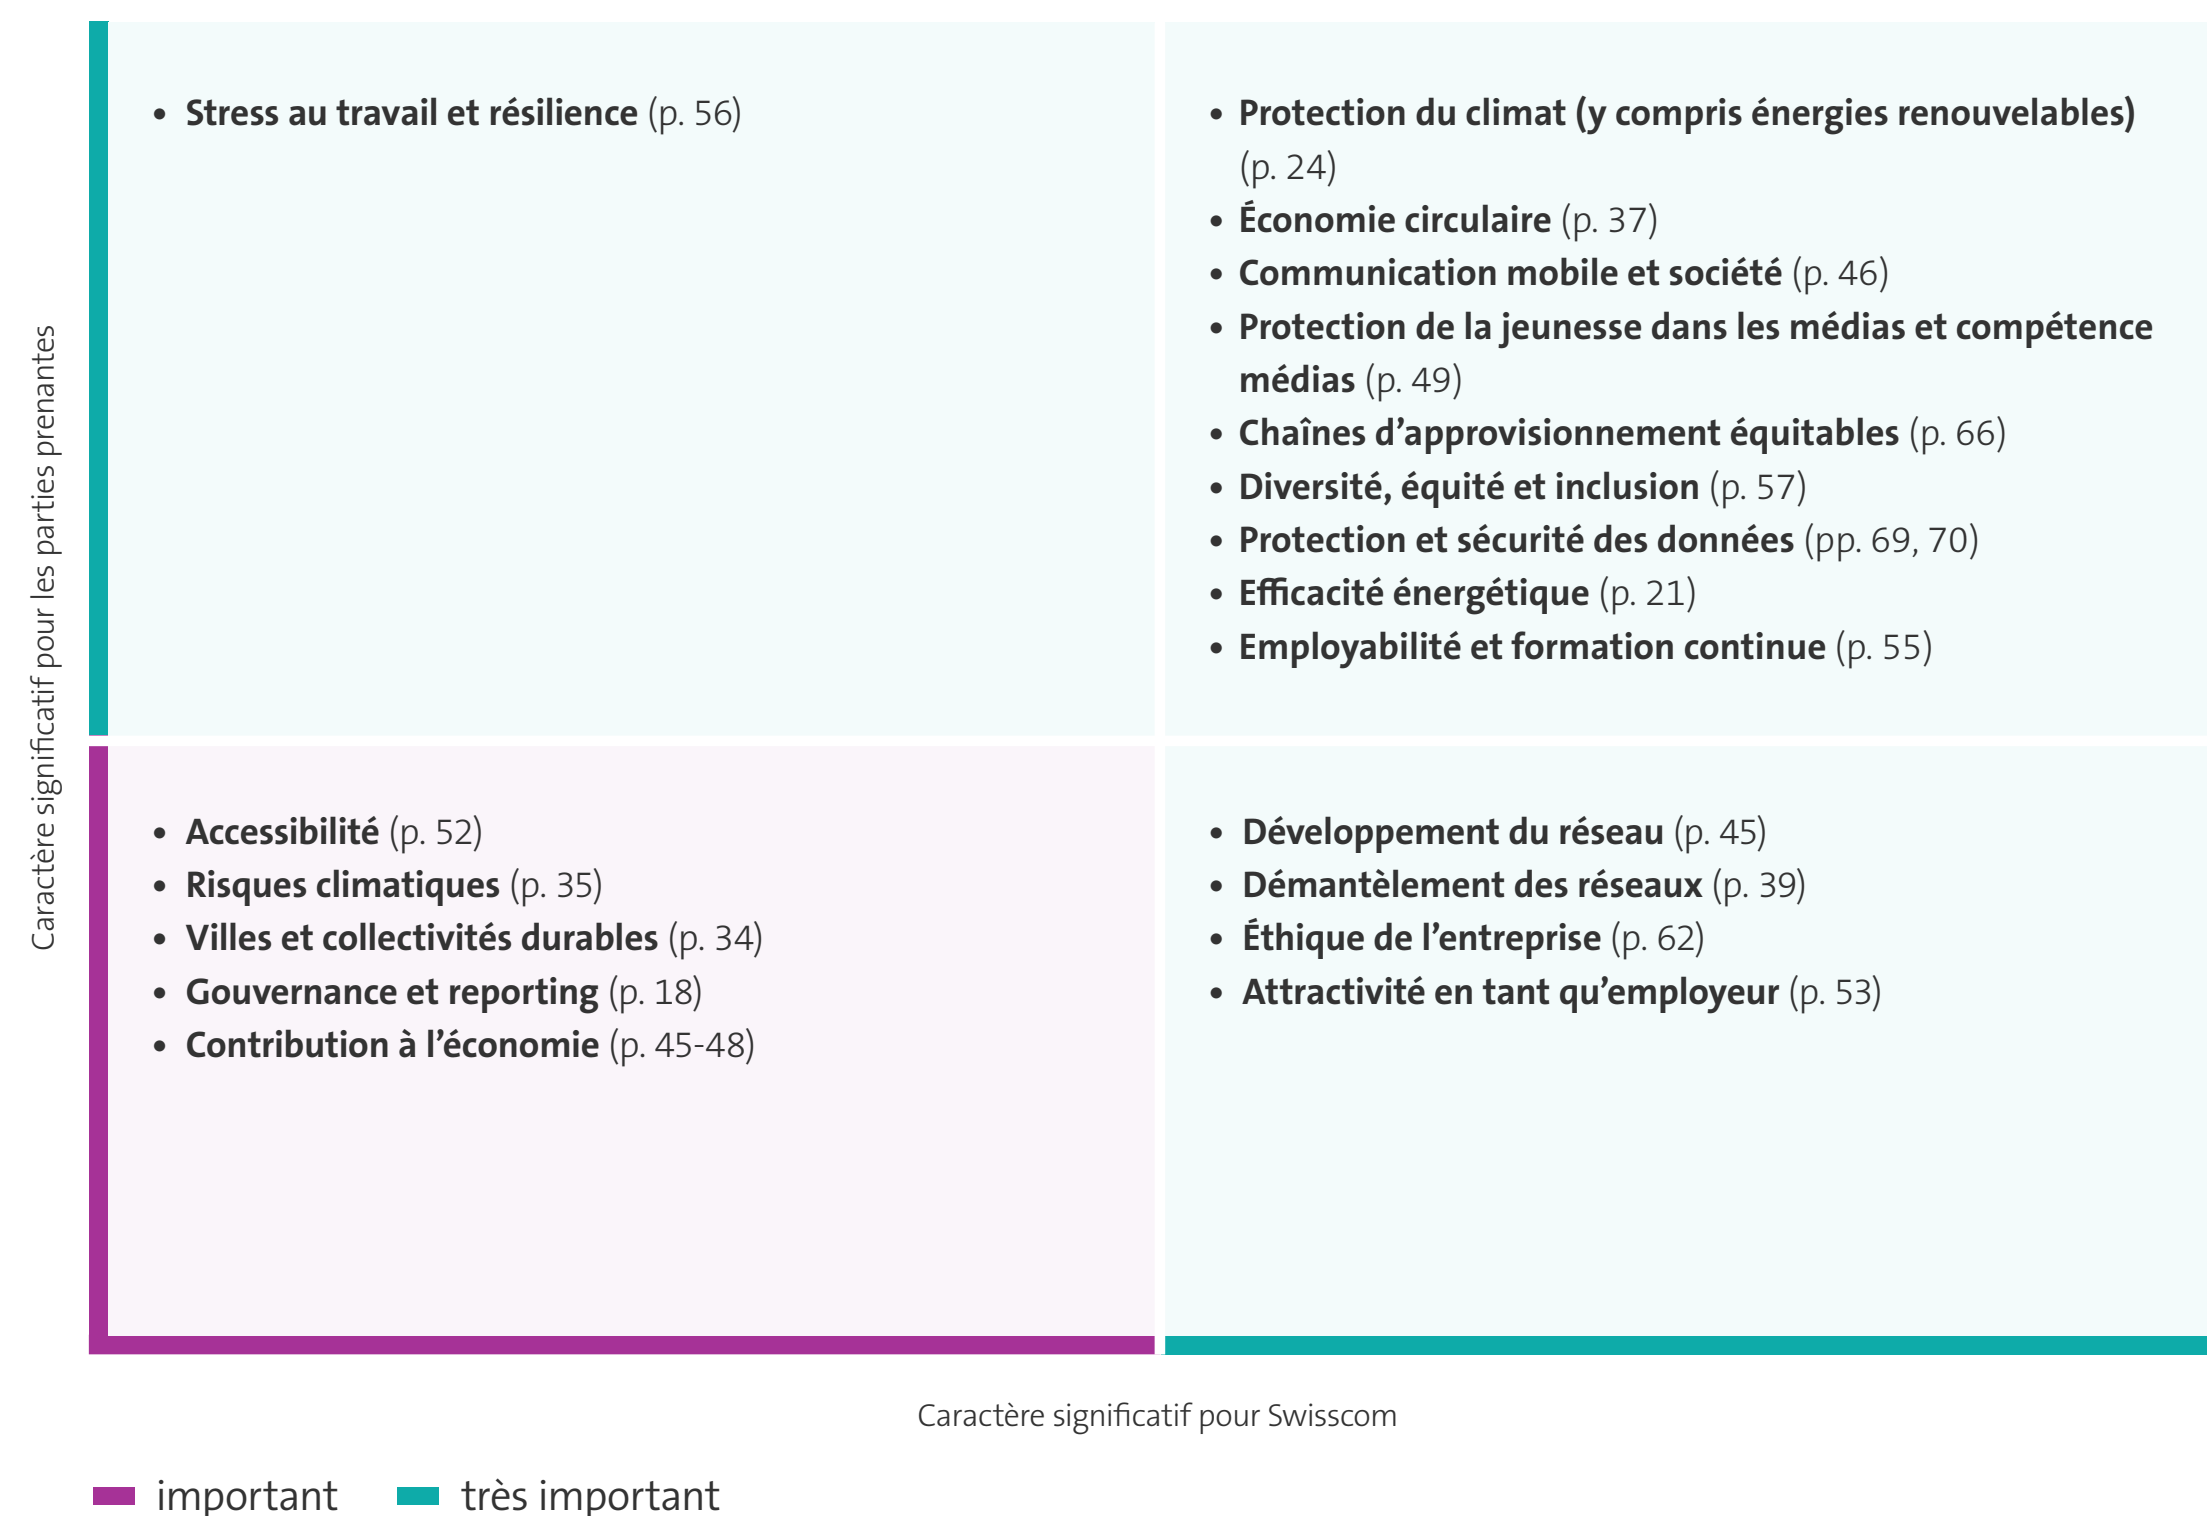 Caractère significatif pour les parties prenantes
• Stress au travail et résilience (p. 56)
• Protection du climat (y compris énergies renouvelables)
(p. 24)
• Économie circulaire (p. 37)
• Communication mobile et société (p. 46)
• Protection de la jeunesse dans les médias et compétence
médias (p. 49)
• Chaînes d’approvisionnement équitables (p. 66)
• Diversité, équité et inclusion (p. 57)
• Protection et sécurité des données (pp. 69, 70)
• Efficacité énergétique (p. 21)
• Employabilité et formation continue (p. 55)
• Accessibilité (p. 52)
• Risques climatiques (p. 35)
• Villes et collectivités durables (p. 34)
• Gouvernance et reporting (p. 18)
• Contribution à l’économie (p. 45-48)
• Développement du réseau (p. 45)
• Démantèlement des réseaux (p. 39)
• Éthique de l’entreprise (p. 62)
• Attractivité en tant qu’employeur (p. 53)
Caractère significatif pour Swisscom
important
très important